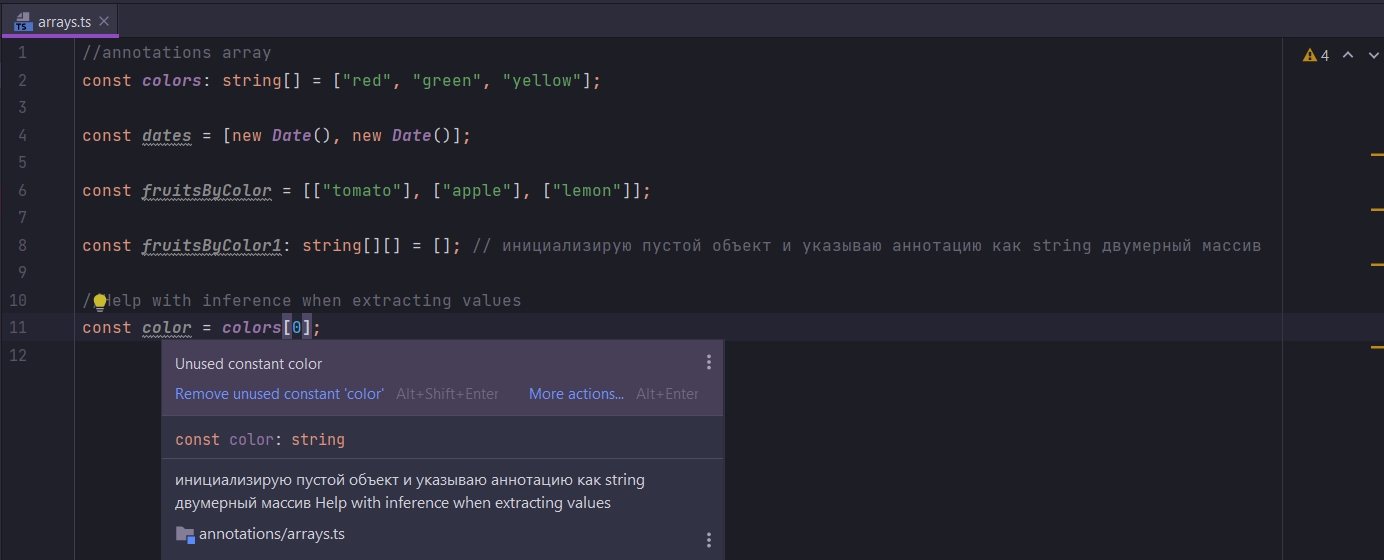 TS arrays.ts
4
1 //annotations array
2 const colors: string[] = ["red", "green", "yellow"];
3
4 const dates = [new Date(), new Date()];
5
6 const fruitsByColor = [["tomato"], ["apple"], ["lemon"]];
7
8 const fruitsByColor1: string[][] = []; // инициализирую пустой объект и указываю аннотацию как string двумерный массив
9
10 //Help with inference when extracting values
11 const color = colors[0];
12
Unused constant color
Remove unused constant 'color' Alt+Shift+Enter More actions... Alt+Enter
const color: string
инициализирую пустой объект и указываю аннотацию как string
двумерный массив Help with inference when extracting values
annotations/arrays.ts